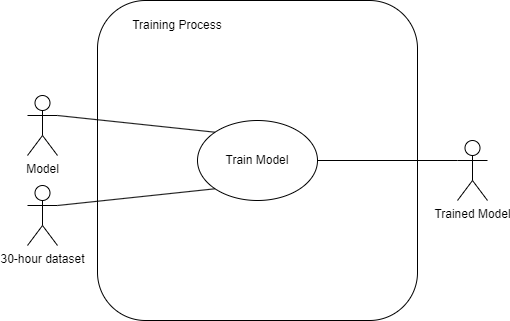 Training Process
Train Model
Model
Trained Model
30-hour dataset